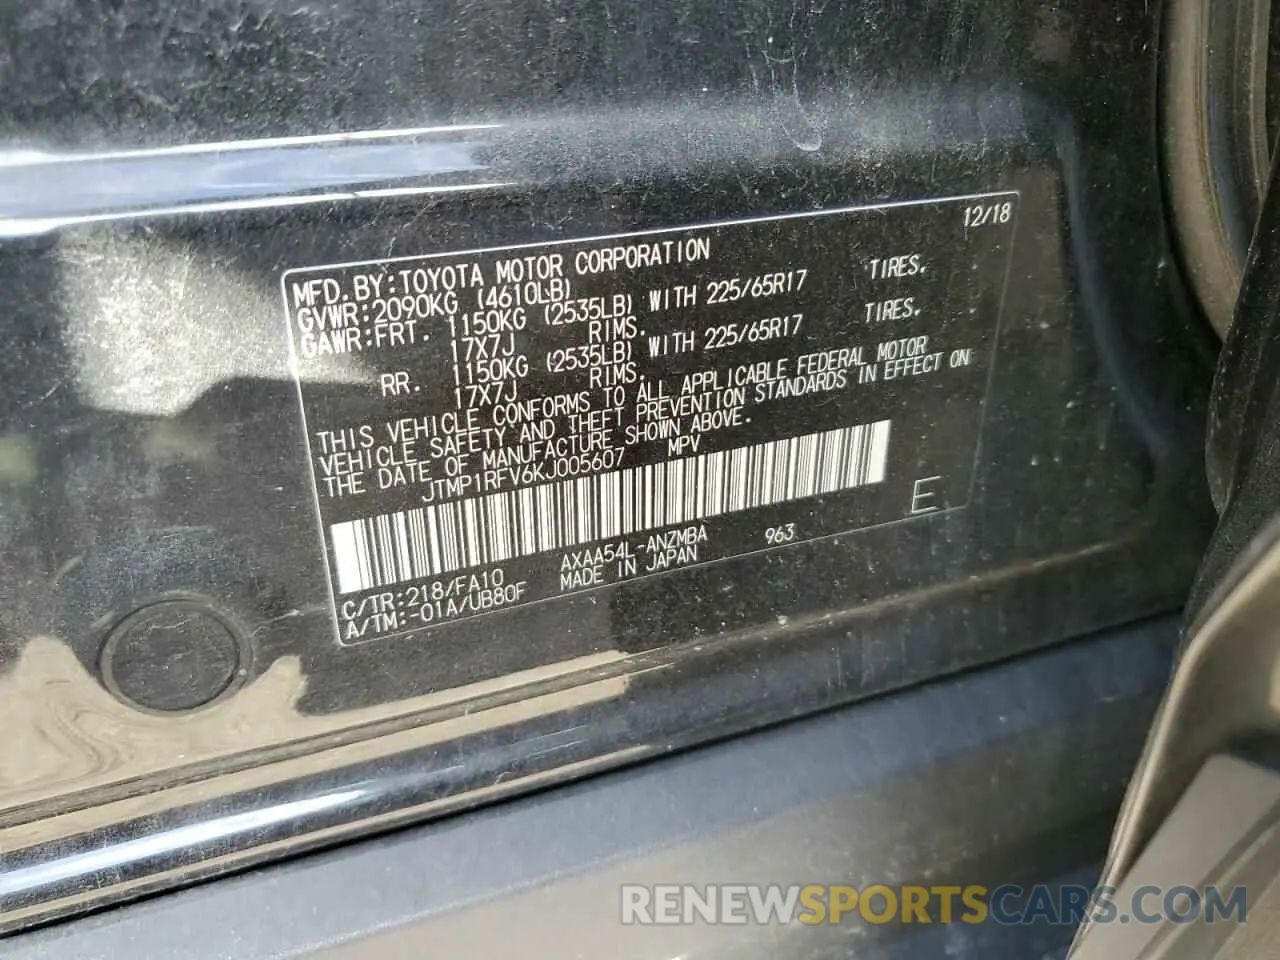 12/18
MFD.BY:TOYOTA MOTOR CORPORATION
GVWR:2090KG (4610LB)
GAWR:FRT. 1150KG (2535LB) WITH 225/65R17 TIRES.
17X7J RIMS.
RR. 1150KG (2535LB) WITH 225/65R17 TIRES.
17X7J RIMS.
THIS VEHICLE CONFORMS TO ALL APPLICABLE FEDERAL MOTOR
VEHICLE SAFETY AND THEFT PREVENTION STANDARDS IN EFFECT ON
THE DATE OF MANUFACTURE SHOWN ABOVE.
JTMP1RFV6KJ005607 MPV
E
C/TR:218/FA10 AXAA54L-ANZMBA 963
A/TM:-01A/UB80F MADE IN JAPAN
RENEWSPORTSCARS.COM